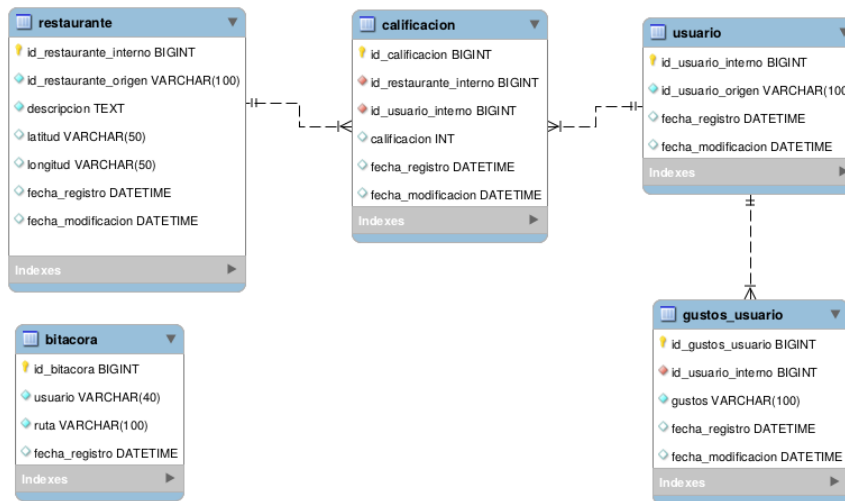 restaurante
id_restaurante_interno BIGINT
id_restaurante_origen VARCHAR(100)
descripcion TEXT
latitud VARCHAR(50)
longitud VARCHAR(50)
fecha_registro DATETIME
fecha_modificacion DATETIME
Indexes
calificacion
id_calificacion BIGINT
id_restaurante_interno BIGINT
id_usuario_interno BIGINT
calificacion INT
fecha_registro DATETIME
fecha_modificacion DATETIME
Indexes
usuario
id_usuario_interno BIGINT
id_usuario_origen VARCHAR(100
fecha_registro DATETIME
fecha_modificacion DATETIME
Indexes
bitacora
id_bitacora BIGINT
usuario VARCHAR(40)
ruta VARCHAR(100)
fecha_registro DATETIME
Indexes
gustos_usuario
id_gustos_usuario BIGINT
id_usuario_interno BIGINT
gustos VARCHAR(100)
fecha_registro DATETIME
fecha_modificacion DATETIME
Indexes